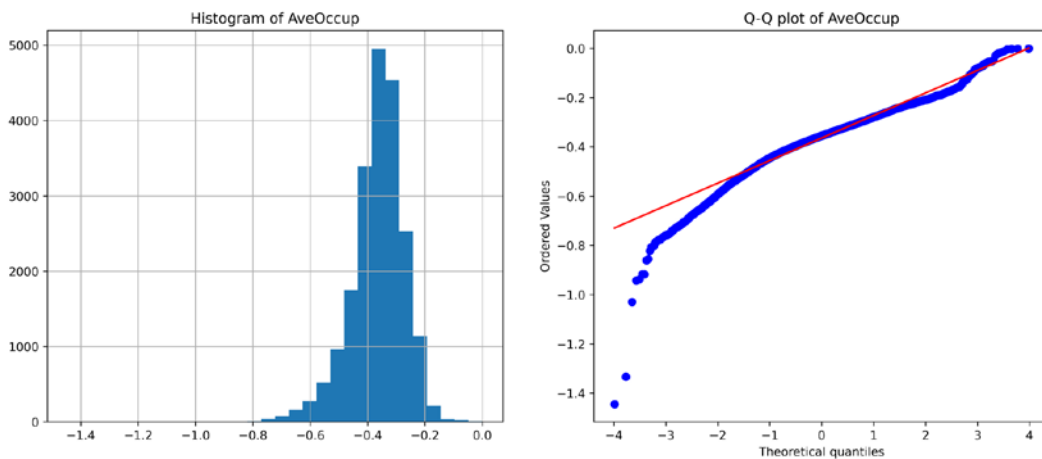 Histogram of AveOccup
5000
4000
3000
2000
1000
0
−1.4 −1.2 −1.0 −0.8 −0.6 −0.4 −0.2 0.0
Q-Q plot of AveOccup
Ordered Values
0.0
−0.2
−0.4
−0.6
−0.8
−1.0
−1.2
−1.4
−4 −3 −2 −1 0 1 2 3 4
Theoretical quantiles